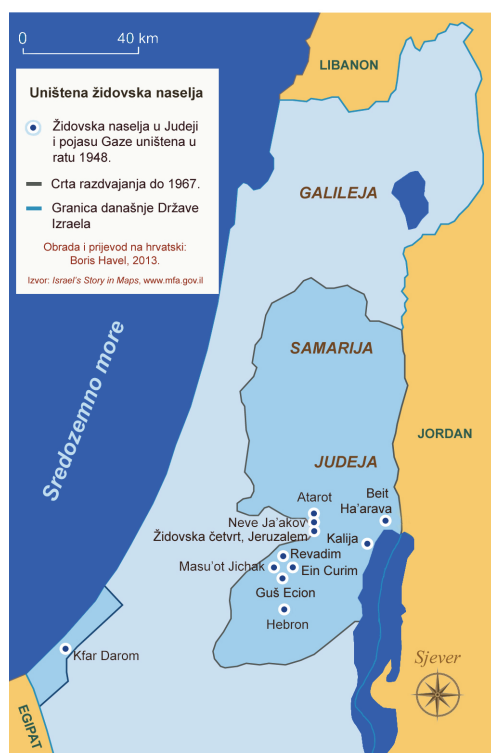 0 40 km
Uništena židovska naselja
Židovska naselja u Judeji
i pojasu Gaze uništena u
ratu 1948.
Crta razdvajanja do 1967.
Granica današnje Države
Izraela
Obrada i prijevod na hrvatski:
Boris Havel, 2013.
Izvor: Israel's Story in Maps, www.mfa.gov.il
LIBANON
GALILEJA
SAMARIJA
Sredozemno more
JORDAN
JUDEJA
Atarot
Beit
Ha'arava
Neve Ja'akov
Židovska četvrt, Jeruzalem
Kalija
Revadim
Masu'ot Jichak
Ein Curim
Guš Ecion
Hebron
Kfar Darom
Sjever
EGIPAT